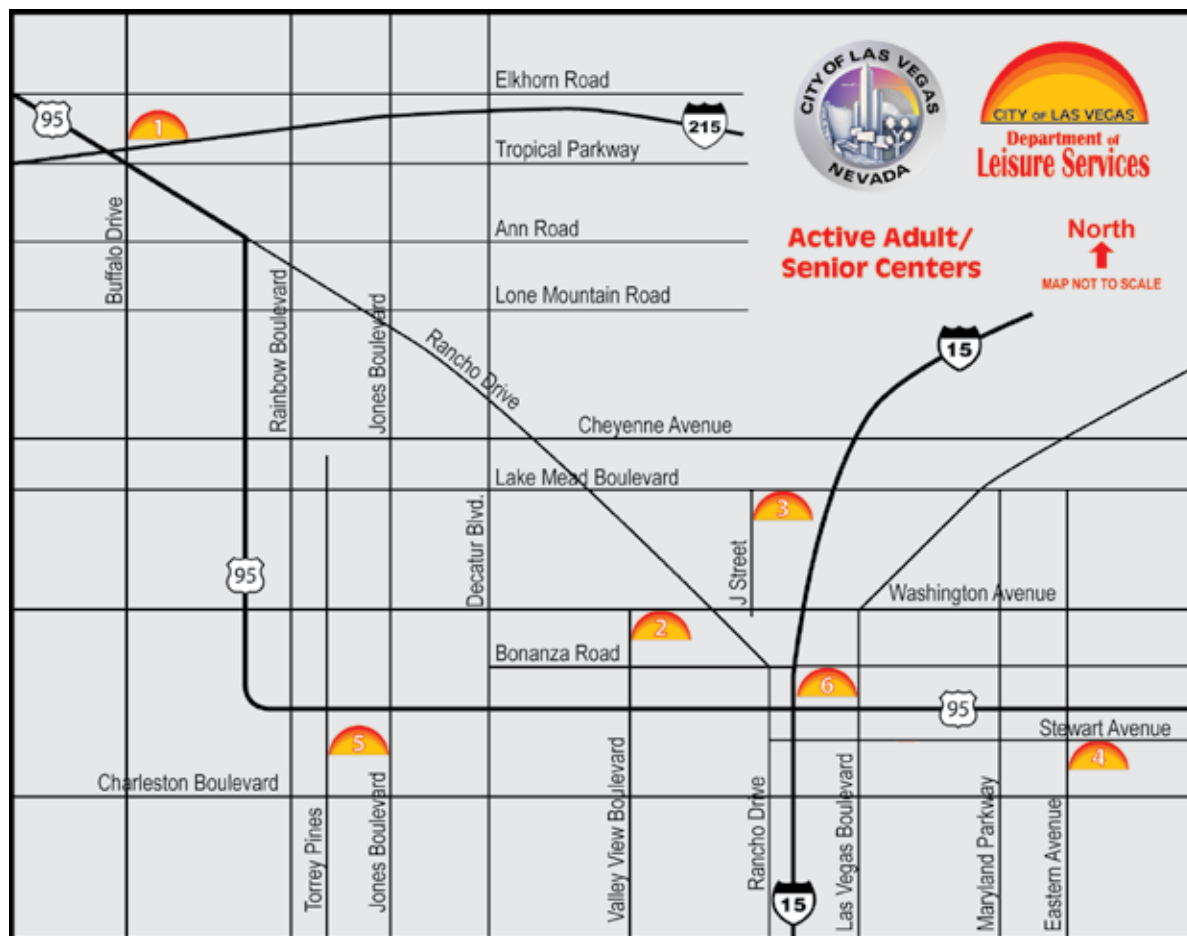 CITY OF LAS VEGAS
NEVADA
CITY OF LAS VEGAS
Department of
Leisure Services
Active Adult/
Senior Centers
North
MAP NOT TO SCALE
Elkhorn Road
95
1
215
Tropical Parkway
Buffalo Drive
Ann Road
Rainbow Boulevard
Jones Boulevard
Lone Mountain Road
Rancho Drive
15
Cheyenne Avenue
Lake Mead Boulevard
3
Decatur Blvd.
J Street
95
Washington Avenue
2
Bonanza Road
6
95
Stewart Avenue
5
4
Charleston Boulevard
Torrey Pines
Jones Boulevard
Valley View Boulevard
Rancho Drive
15
Las Vegas Boulevard
Maryland Parkway
Eastern Avenue